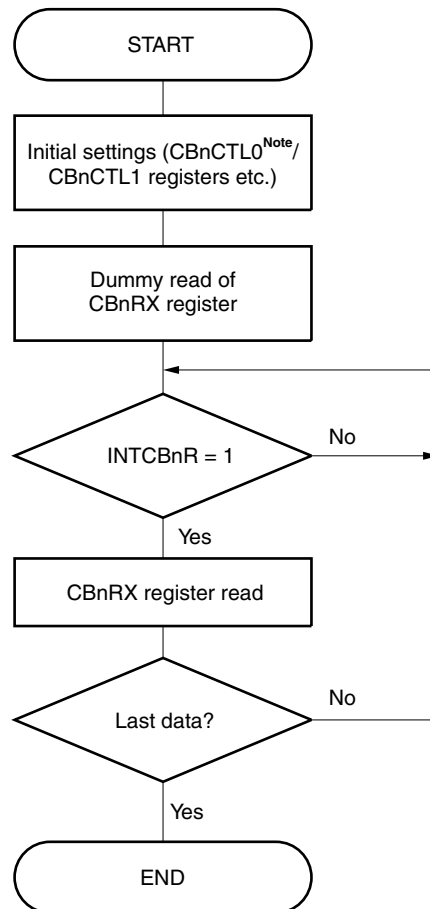 START
Initial settings (CBnCTL0Note/
CBnCTL1 registers etc.)
Dummy read of
CBnRX register
INTCBnR = 1
No
Yes
CBnRX register read
Last data?
No
Yes
END